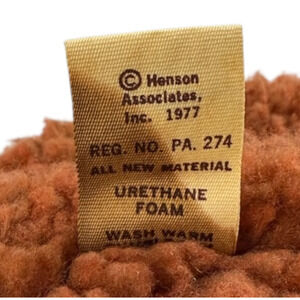 © Henson
Associates,
Inc. 1977
REG. NO. PA. 274
ALL NEW MATERIAL
URETHANE
FOAM
WASH WARM